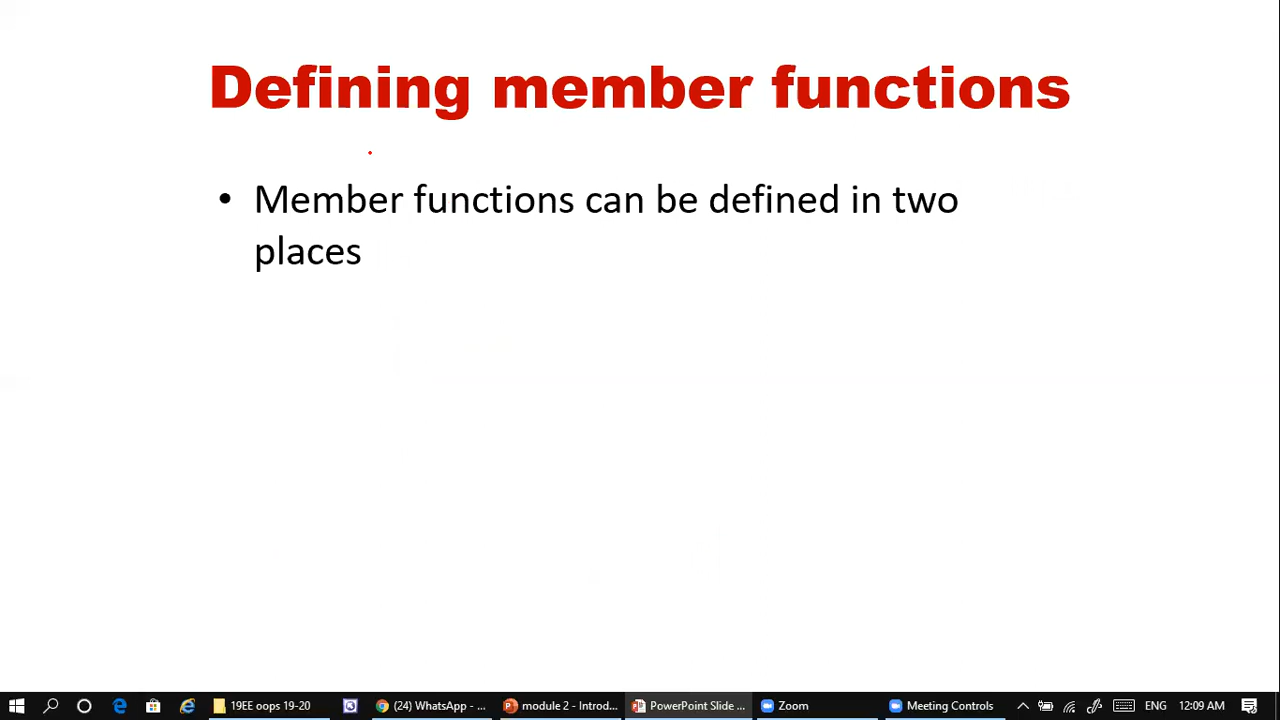 Defining member functions
• Member functions can be defined in two
places
19EE oops 19-20
(24) WhatsApp - ...
module 2 - Introd...
PowerPoint Slide ...
Zoom
Meeting Controls
ENG
12:09 AM